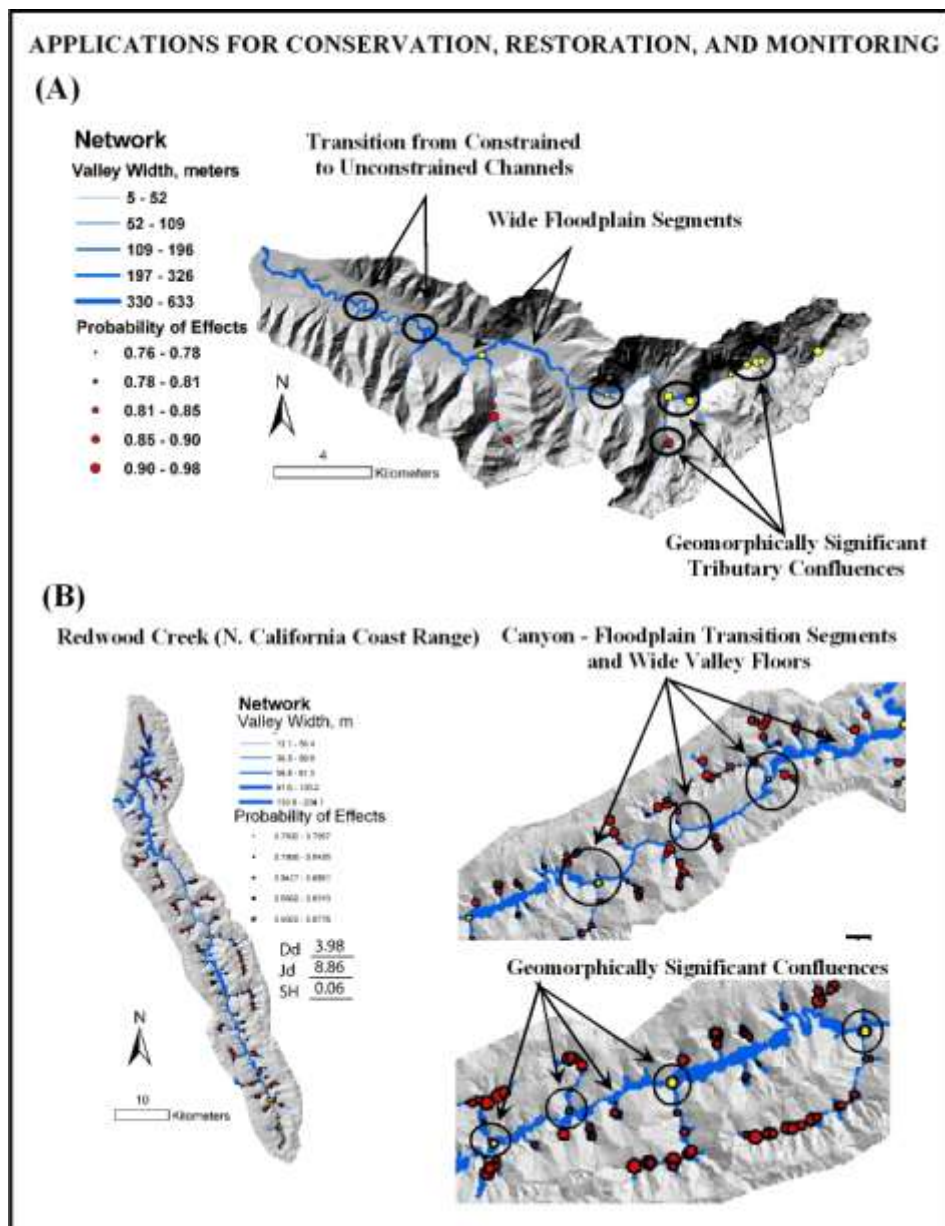 APPLICATIONS FOR CONSERVATION, RESTORATION, AND MONITORING
(A)
Network
Valley Width, meters
5 - 52
52 - 109
109 - 196
197 - 326
330 - 633
Probability of Effects
0.76 - 0.78
0.78 - 0.81
0.81 - 0.85
0.85 - 0.90
0.90 - 0.98
Transition from Constrained
to Unconstrained Channels
Wide Floodplain Segments
N
4
Kilometers
Geomorphically Significant
Tributary Confluences
(B)
Redwood Creek (N. California Coast Range)
Network
Valley Width, m
Probability of Effects
Dd 3.98
Jd 8.86
SH 0.06
N
10
Kilometers
Canyon - Floodplain Transition Segments
and Wide Valley Floors
Geomorphically Significant Confluences